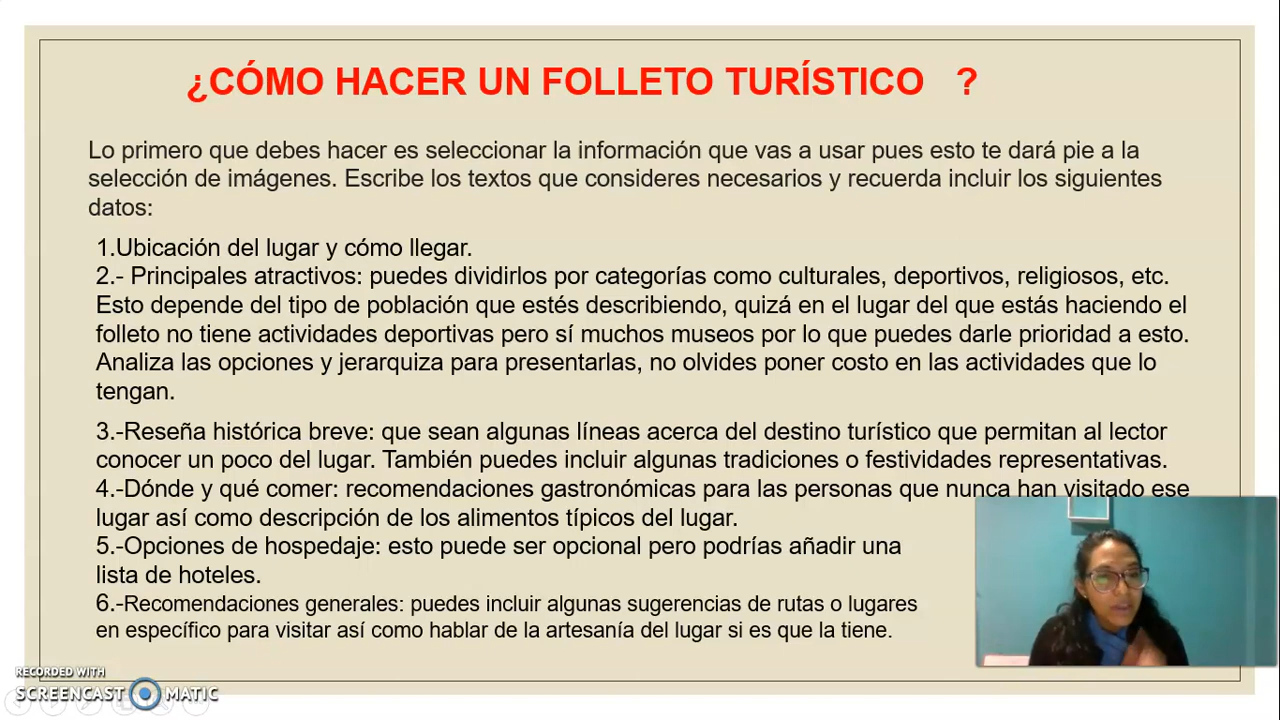 ¿CÓMO HACER UN FOLLETO TURÍSTICO ?
Lo primero que debes hacer es seleccionar la información que vas a usar pues esto te dará pie a la
selección de imágenes. Escribe los textos que consideres necesarios y recuerda incluir los siguientes
datos:
1.Ubicación del lugar y cómo llegar.
2.- Principales atractivos: puedes dividirlos por categorías como culturales, deportivos, religiosos, etc.
Esto depende del tipo de población que estés describiendo, quizá en el lugar del que estás haciendo el
folleto no tiene actividades deportivas pero sí muchos museos por lo que puedes darle prioridad a esto.
Analiza las opciones y jerarquiza para presentarlas, no olvides poner costo en las actividades que lo
tengan.
3.-Reseña histórica breve: que sean algunas líneas acerca del destino turístico que permitan al lector
conocer un poco del lugar. También puedes incluir algunas tradiciones o festividades representativas.
4.-Dónde y qué comer: recomendaciones gastronómicas para las personas que nunca han visitado ese
lugar así como descripción de los alimentos típicos del lugar.
5.-Opciones de hospedaje: esto puede ser opcional pero podrías añadir una
lista de hoteles.
6.-Recomendaciones generales: puedes incluir algunas sugerencias de rutas o lugares
en específico para visitar así como hablar de la artesanía del lugar si es que la tiene.
RECORDED WITH
SCREENCAST MATIC